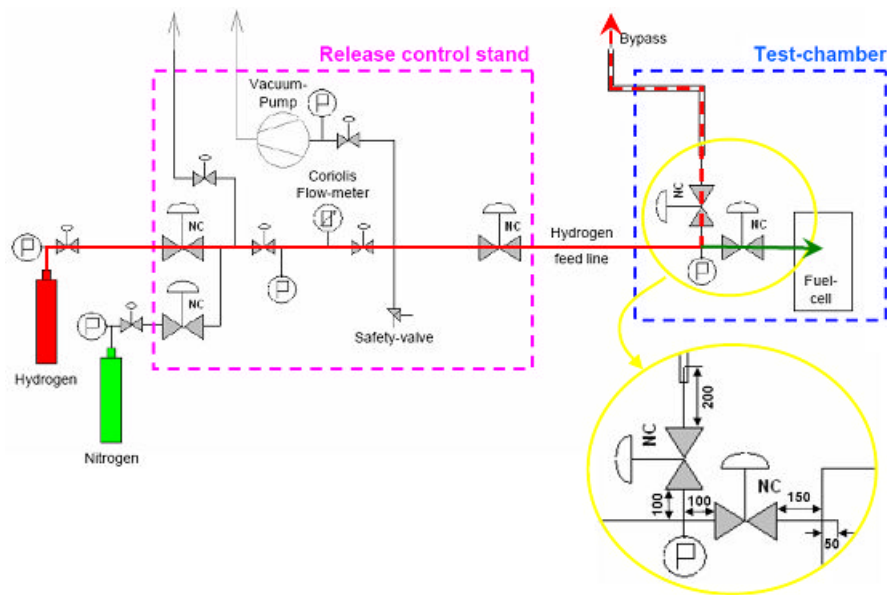 Release control stand
Bypass
Test-chamber
Vacuum-
Pump
P
Coriolis
Flow-meter
NC
NC
NC
NC
P
Hydrogen
feed line
P
P
Fuel-
cell
NC
P
Safety-valve
Hydrogen
Nitrogen
200
NC
NC
100
100
150
50
P